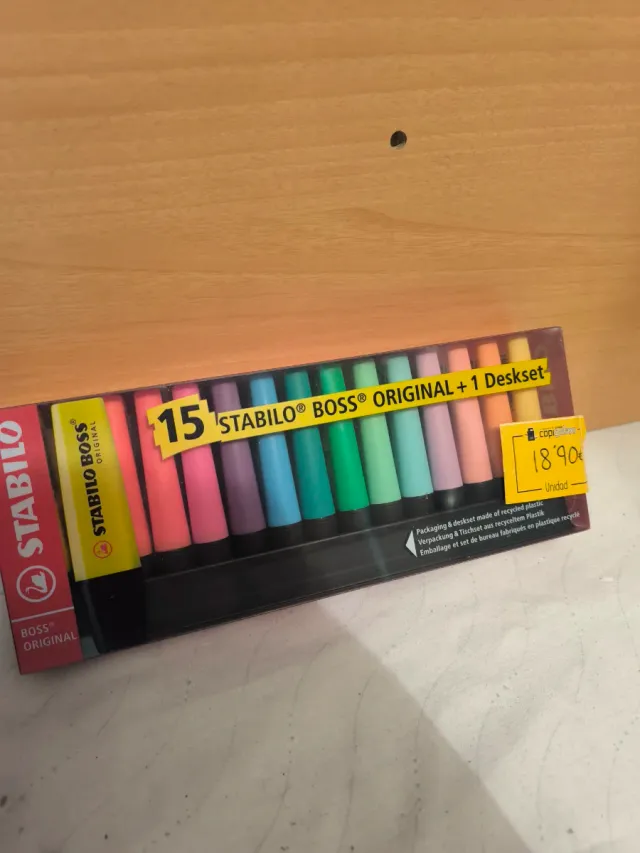 STABILO
BOSS®
ORIGINAL
STABILO BOSS®
ORIGINAL
15 STABILO® BOSS® ORIGINAL + 1 Deskset
18'90€
Unidad
Packaging & deskset made of recycled plastic
Verpackung & Tischset aus recyceltem Plastik
Emballage et set de bureau fabriqués en plastique recyclé